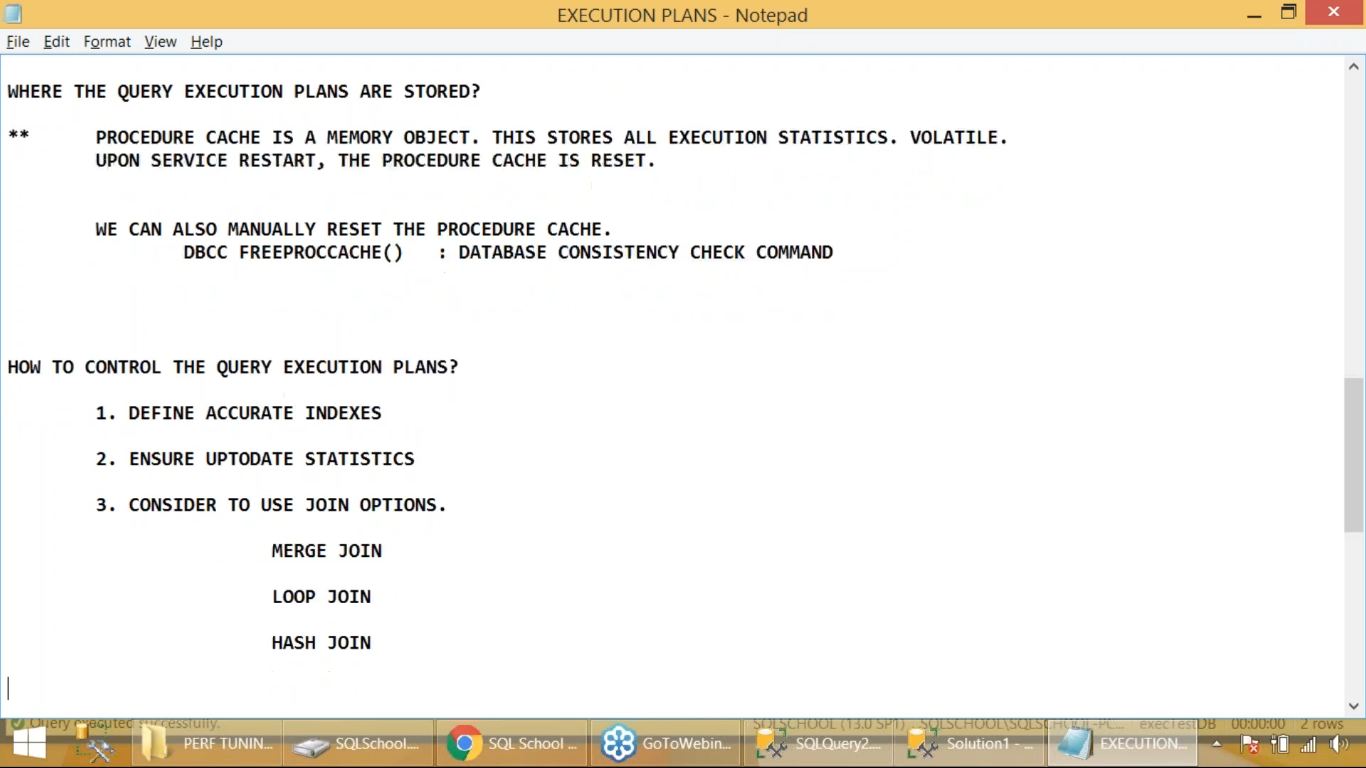 EXECUTION PLANS - Notepad
File Edit Format View Help
WHERE THE QUERY EXECUTION PLANS ARE STORED?
** PROCEDURE CACHE IS A MEMORY OBJECT. THIS STORES ALL EXECUTION STATISTICS. VOLATILE.
UPON SERVICE RESTART, THE PROCEDURE CACHE IS RESET.
WE CAN ALSO MANUALLY RESET THE PROCEDURE CACHE.
DBCC FREEPROCCACHE() : DATABASE CONSISTENCY CHECK COMMAND
HOW TO CONTROL THE QUERY EXECUTION PLANS?
1. DEFINE ACCURATE INDEXES
2. ENSURE UPTODATE STATISTICS
3. CONSIDER TO USE JOIN OPTIONS.
MERGE JOIN
LOOP JOIN
HASH JOIN
Query executed successfully. SQLSCHOOL (13.0 SP1) SQLSCHOOL\SQLSCHOOL-PC... execTestDB 00:00:00 2 rows
PERF TUNIN... SQLSchool.... SQL School ... GoToWebin... SQLQuery2.... Solution1 - ... EXECUTION...